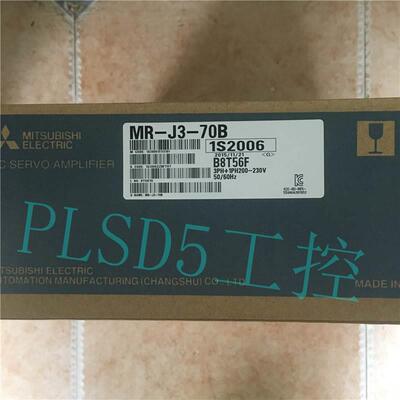 MITSUBISHI
ELECTRIC
MR-J3-70B
1S2006
2015/11/21
B8T56F
3PH+1PH200-230V
50/60Hz
C SERVO AMPLIFIER
PLSD5工控
MITSUBISHI ELECTRIC
AUTOMATION MANUFACTURING (CHANGSHU) CO.,LTD.
MADE IN